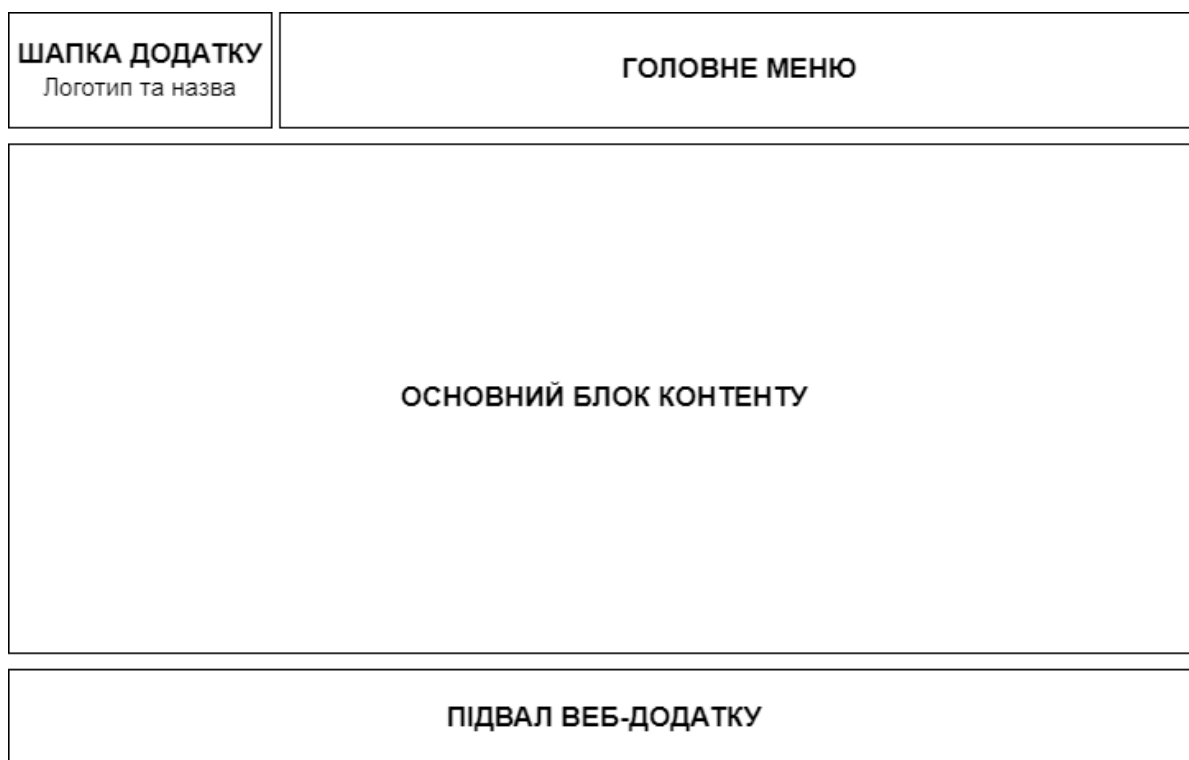 ШАПКА ДОДАТКУ
Логотип та назва
ГОЛОВНЕ МЕНЮ
ОСНОВНИЙ БЛОК КОНТЕНТУ
ПІДВАЛ ВЕБ-ДОДАТКУ